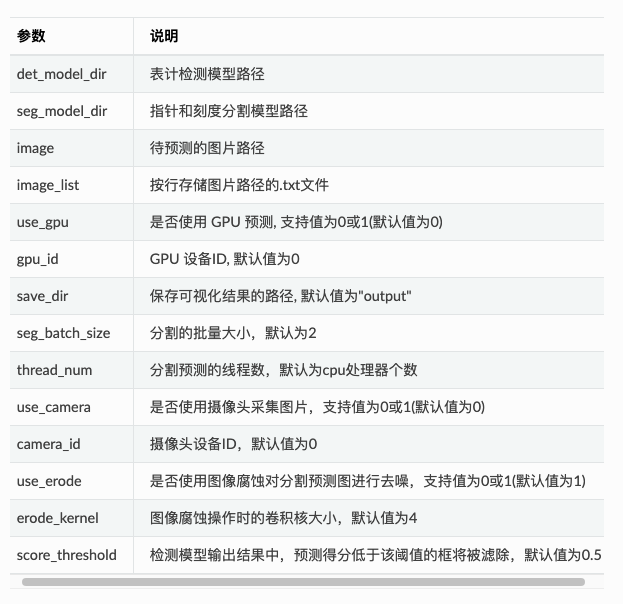 参数 说明
det_model_dir 表计检测模型路径
seg_model_dir 指针和刻度分割模型路径
image 待预测的图片路径
image_list 按行存储图片路径的.txt文件
use_gpu 是否使用 GPU 预测, 支持值为0或1(默认值为0)
gpu_id GPU 设备ID, 默认值为0
save_dir 保存可视化结果的路径, 默认值为"output"
seg_batch_size 分割的批量大小，默认为2
thread_num 分割预测的线程数，默认为cpu处理器个数
use_camera 是否使用摄像头采集图片，支持值为0或1(默认值为0)
camera_id 摄像头设备ID，默认值为0
use_erode 是否使用图像腐蚀对分割预测图进行去噪，支持值为0或1(默认值为1)
erode_kernel 图像腐蚀操作时的卷积核大小，默认值为4
score_threshold 检测模型输出结果中，预测得分低于该阈值的框将被滤除，默认值为0.5